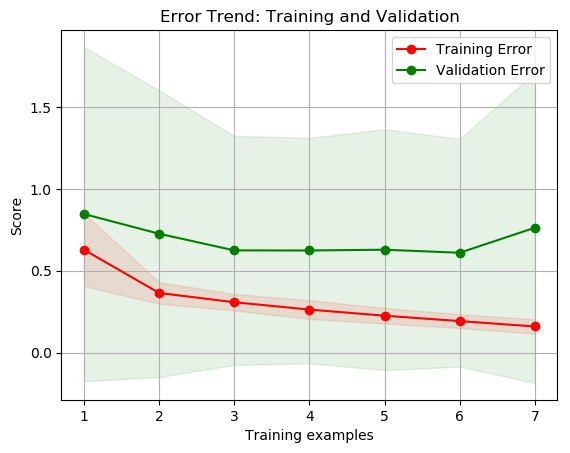 Error Trend: Training and Validation
Training Error
Validation Error
1.5
1.0
0.5
0.0
Score
1 2 3 4 5 6 7
Training examples